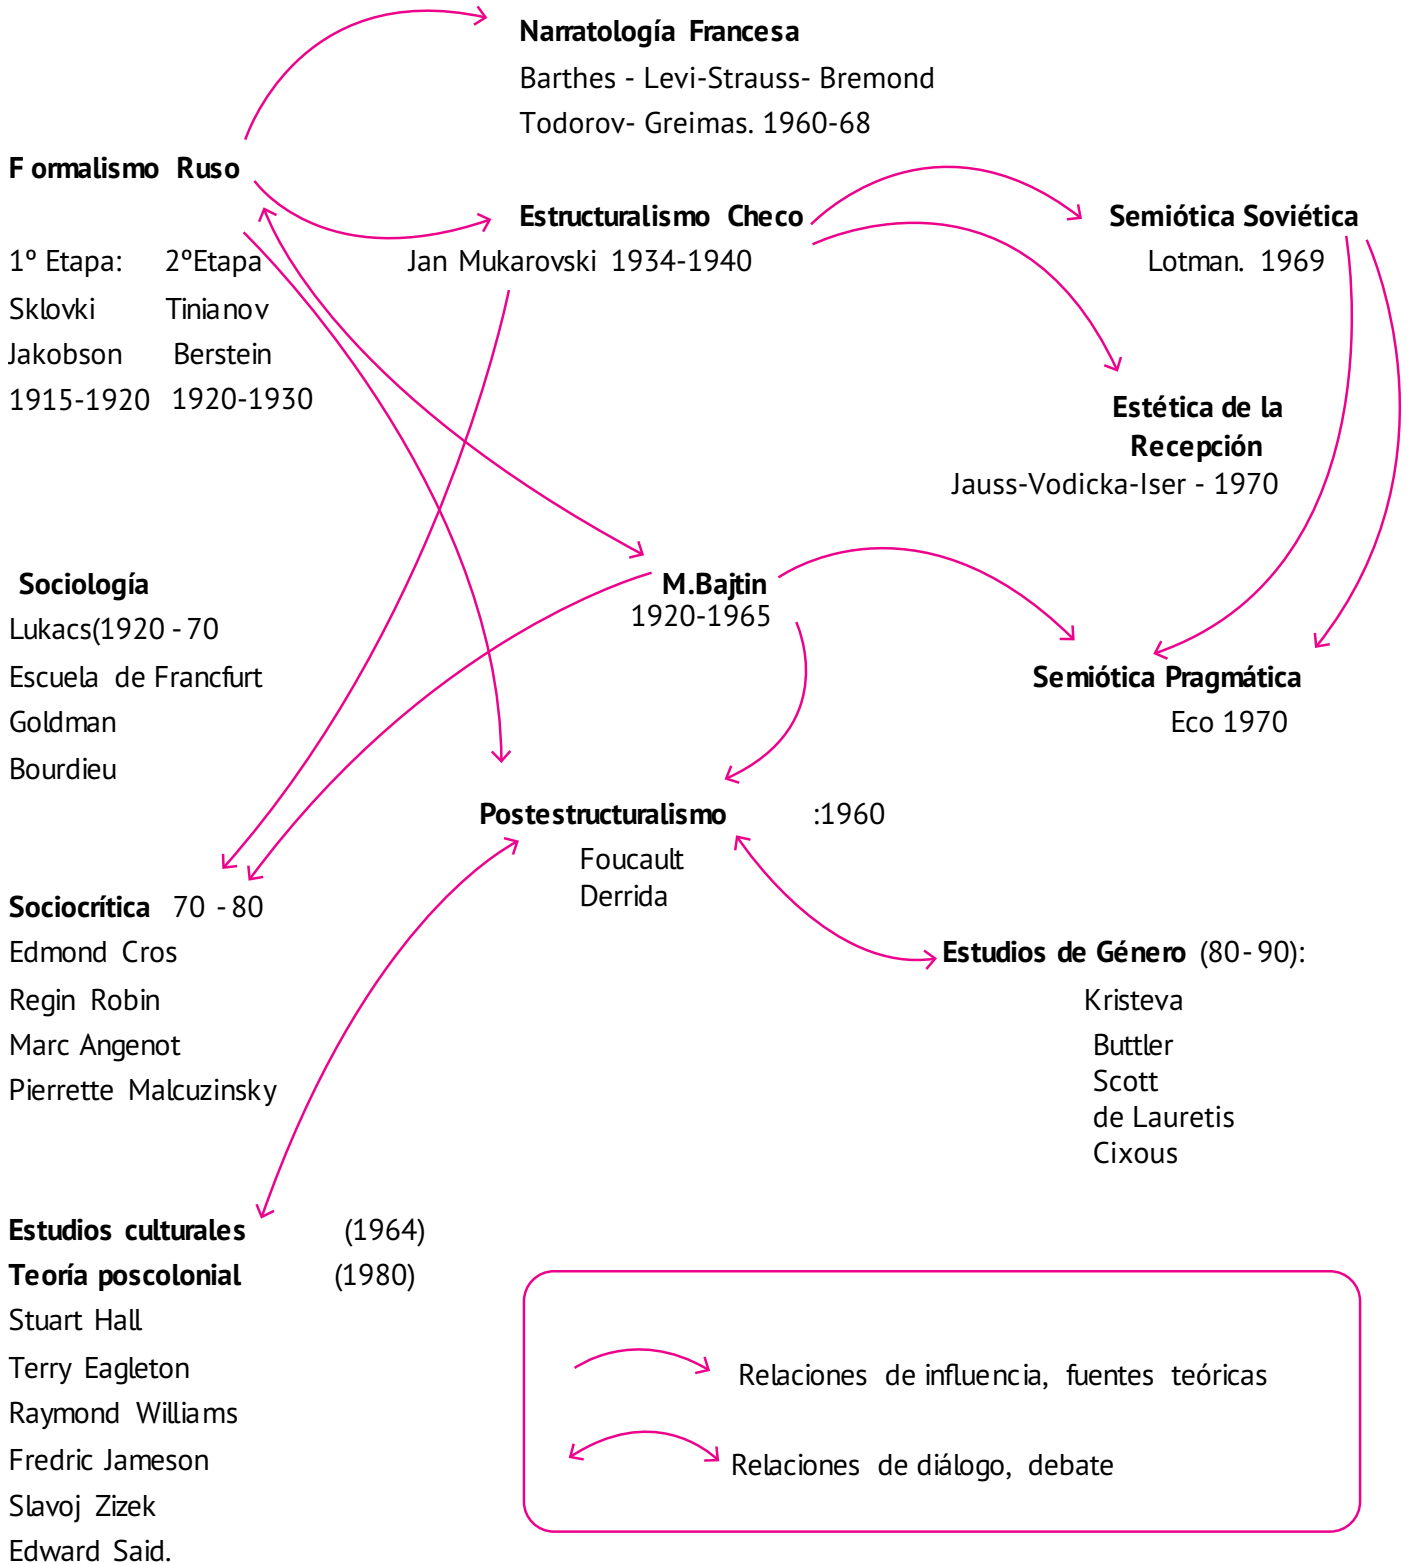 Narratología Francesa
Barthes - Levi-Strauss- Bremond
Todorov- Greimas. 1960-68
Formalismo Ruso
1º Etapa: 2ºEtapa
Sklovki Tinianov
Jakobson Berstein
1915-1920 1920-1930
Estructuralismo Checo
Jan Mukarovski 1934-1940
Semiótica Soviética
Lotman. 1969
Estética de la
Recepción
Jauss-Vodicka-Iser - 1970
Sociología
Lukacs(1920 - 70
Escuela de Francfurt
Goldman
Bourdieu
M.Bajtin
1920-1965
Semiótica Pragmática
Eco 1970
Postestructuralismo :1960
Foucault
Derrida
Sociocrítica 70 - 80
Edmond Cros
Regin Robin
Marc Angenot
Pierrette Malcuzinsky
Estudios de Género (80- 90):
Kristeva
Buttler
Scott
de Lauretis
Cixous
Estudios culturales (1964)
Teoría poscolonial (1980)
Stuart Hall
Terry Eagleton
Raymond Williams
Fredric Jameson
Slavoj Zizek
Edward Said.
Relaciones de influencia, fuentes teóricas
Relaciones de diálogo, debate